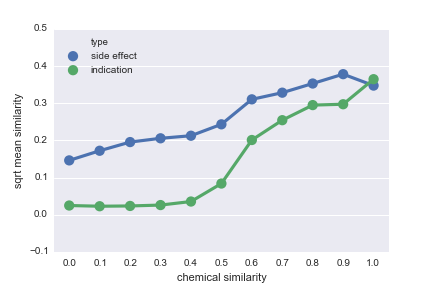 0.5
0.4
0.3
0.2
0.1
0.0
−0.1
sqrt mean similarity
type
side effect
indication
0.0 0.1 0.2 0.3 0.4 0.5 0.6 0.7 0.8 0.9 1.0
chemical similarity